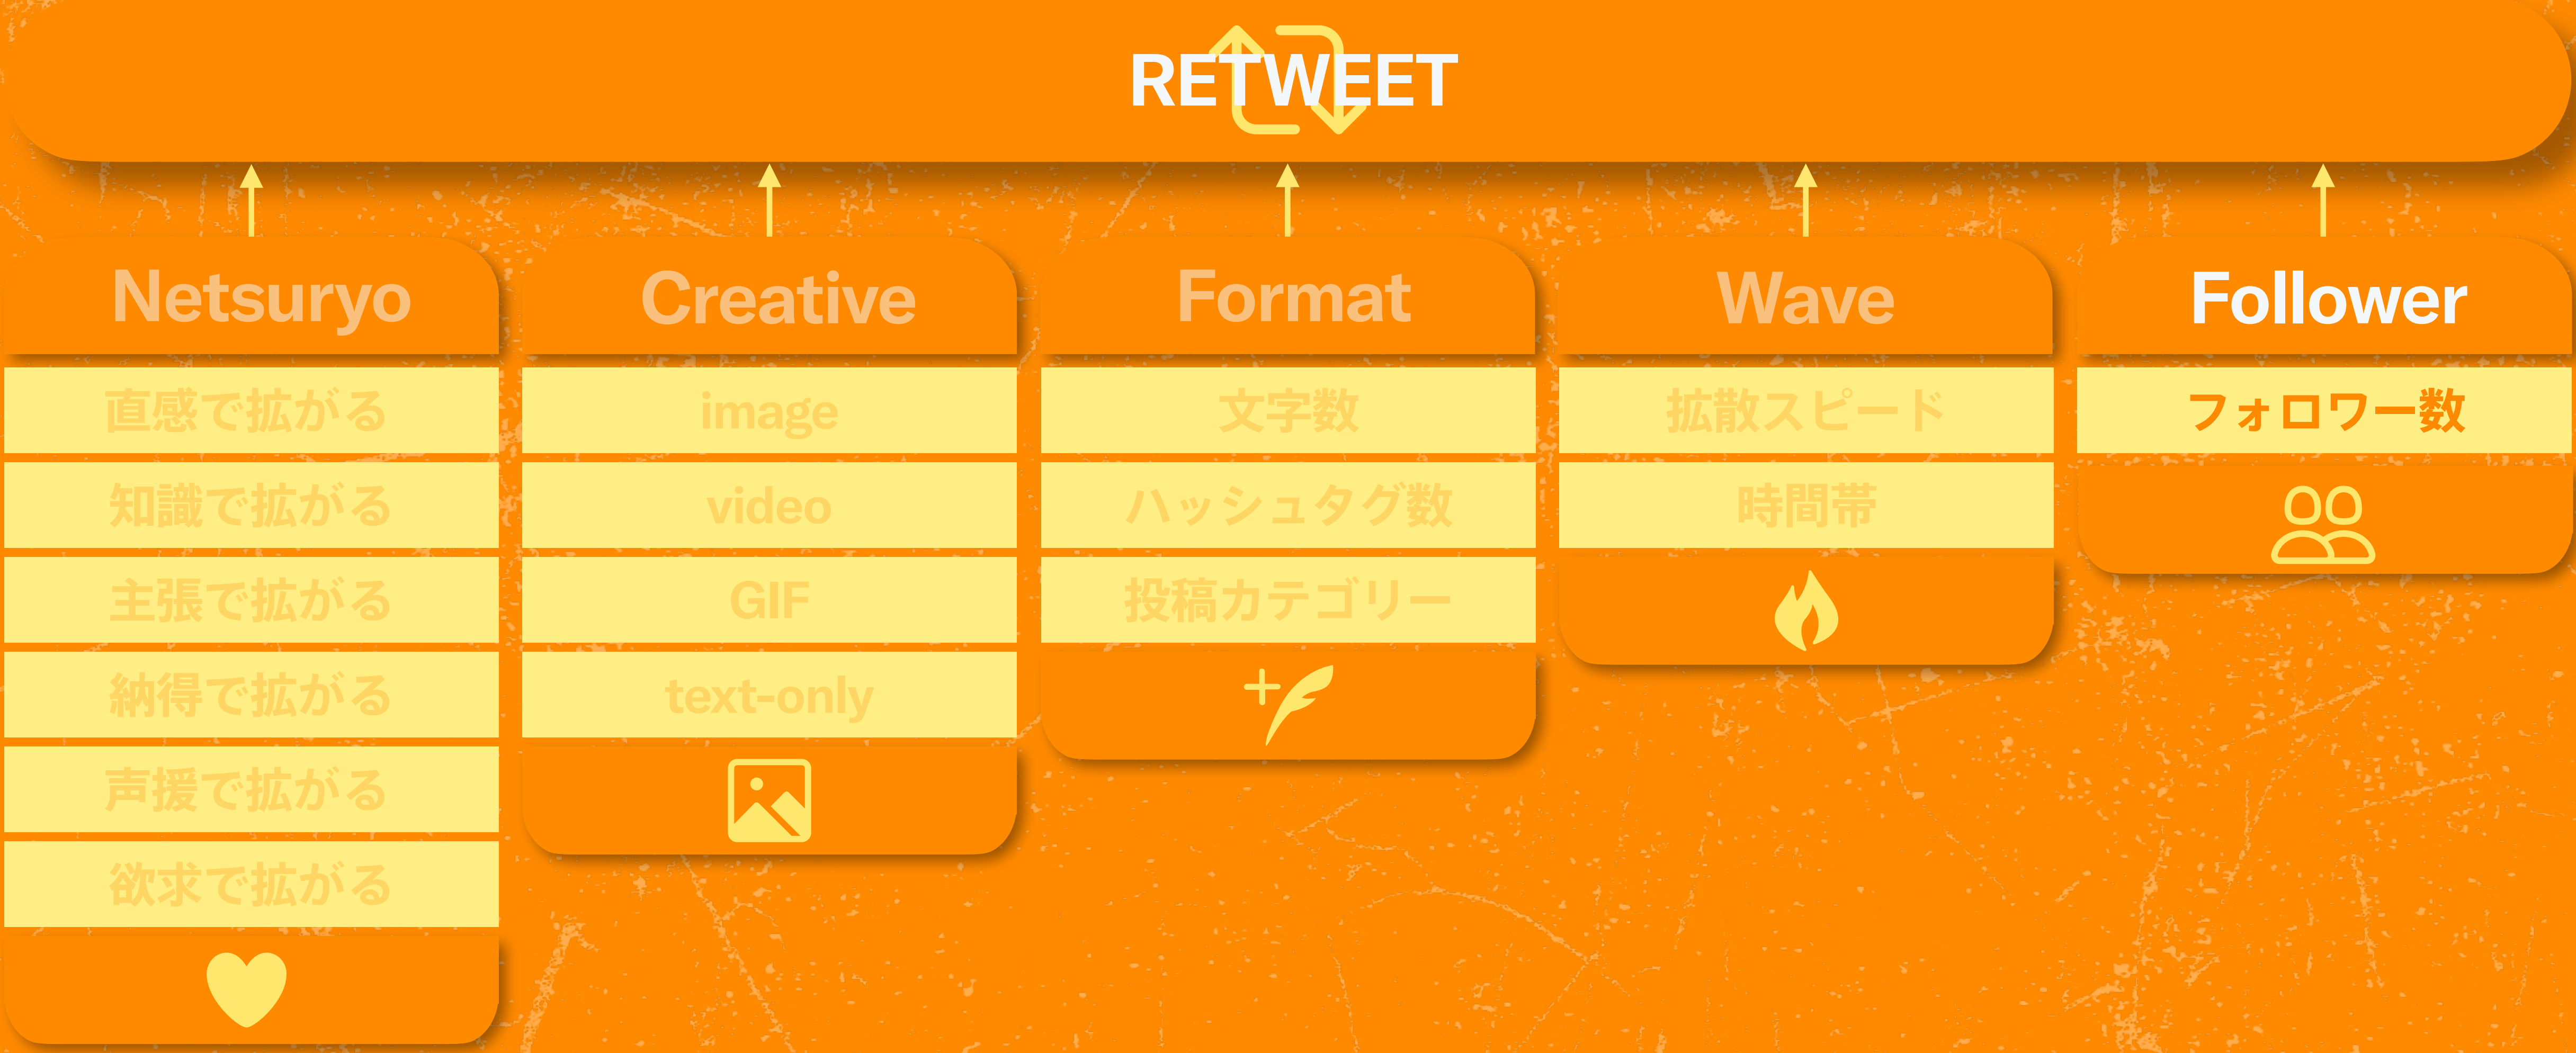 RETWEET
Netsuryo
直感で拡がる
知識で拡がる
主張で拡がる
納得で拡がる
声援で拡がる
欲求で拡がる
Creative
image
video
GIF
text-only
Format
文字数
ハッシュタグ数
投稿カテゴリー
Wave
拡散スピード
時間帯
Follower
フォロワー数